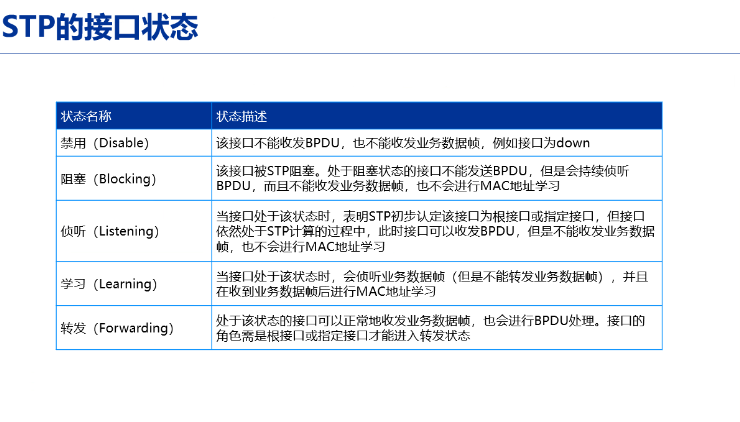 STP的接口状态
状态名称
状态描述
禁用（Disable）
该接口不能收发BPDU，也不能收发业务数据帧，例如接口为down
阻塞（Blocking）
该接口被STP阻塞。处于阻塞状态的接口不能发送BPDU，但是会持续侦听
BPDU，而且不能收发业务数据帧，也不会进行MAC地址学习
侦听（Listening）
当接口处于该状态时，表明STP初步认定该接口为根接口或指定接口，但接口
依然处于STP计算的过程中，此时接口可以收发BPDU，但是不能收发业务数据
帧，也不会进行MAC地址学习
学习（Learning）
当接口处于该状态时，会侦听业务数据帧（但是不能转发业务数据帧），并且
在收到业务数据帧后进行MAC地址学习
转发（Forwarding）
处于该状态的接口可以正常地收发业务数据帧，也会进行BPDU处理。接口的
角色需是根接口或指定接口才能进入转发状态